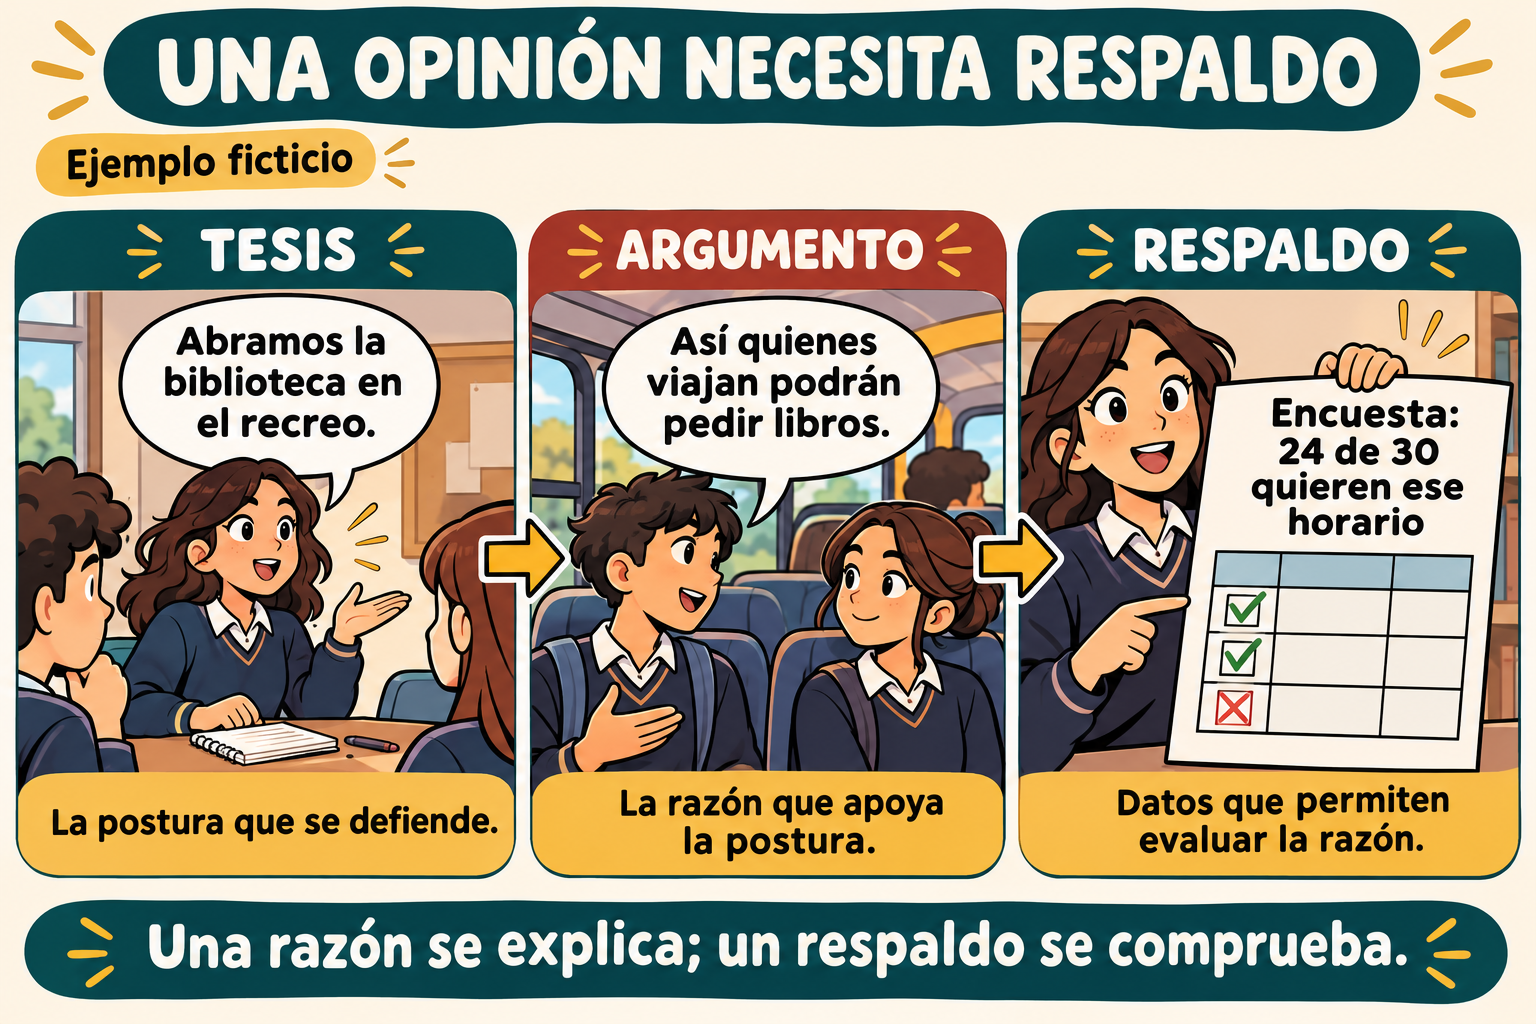 UNA OPINIÓN NECESITA RESPALDO
Ejemplo ficticio
TESIS
Abramos la
biblioteca en
el recreo.
La postura que se defiende.
ARGUMENTO
Así quienes
viajan podrán
pedir libros.
La razón que apoya
la postura.
RESPALDO
Encuesta:
24 de 30
quieren ese
horario
Datos que permiten
evaluar la razón.
Una razón se explica; un respaldo se comprueba.